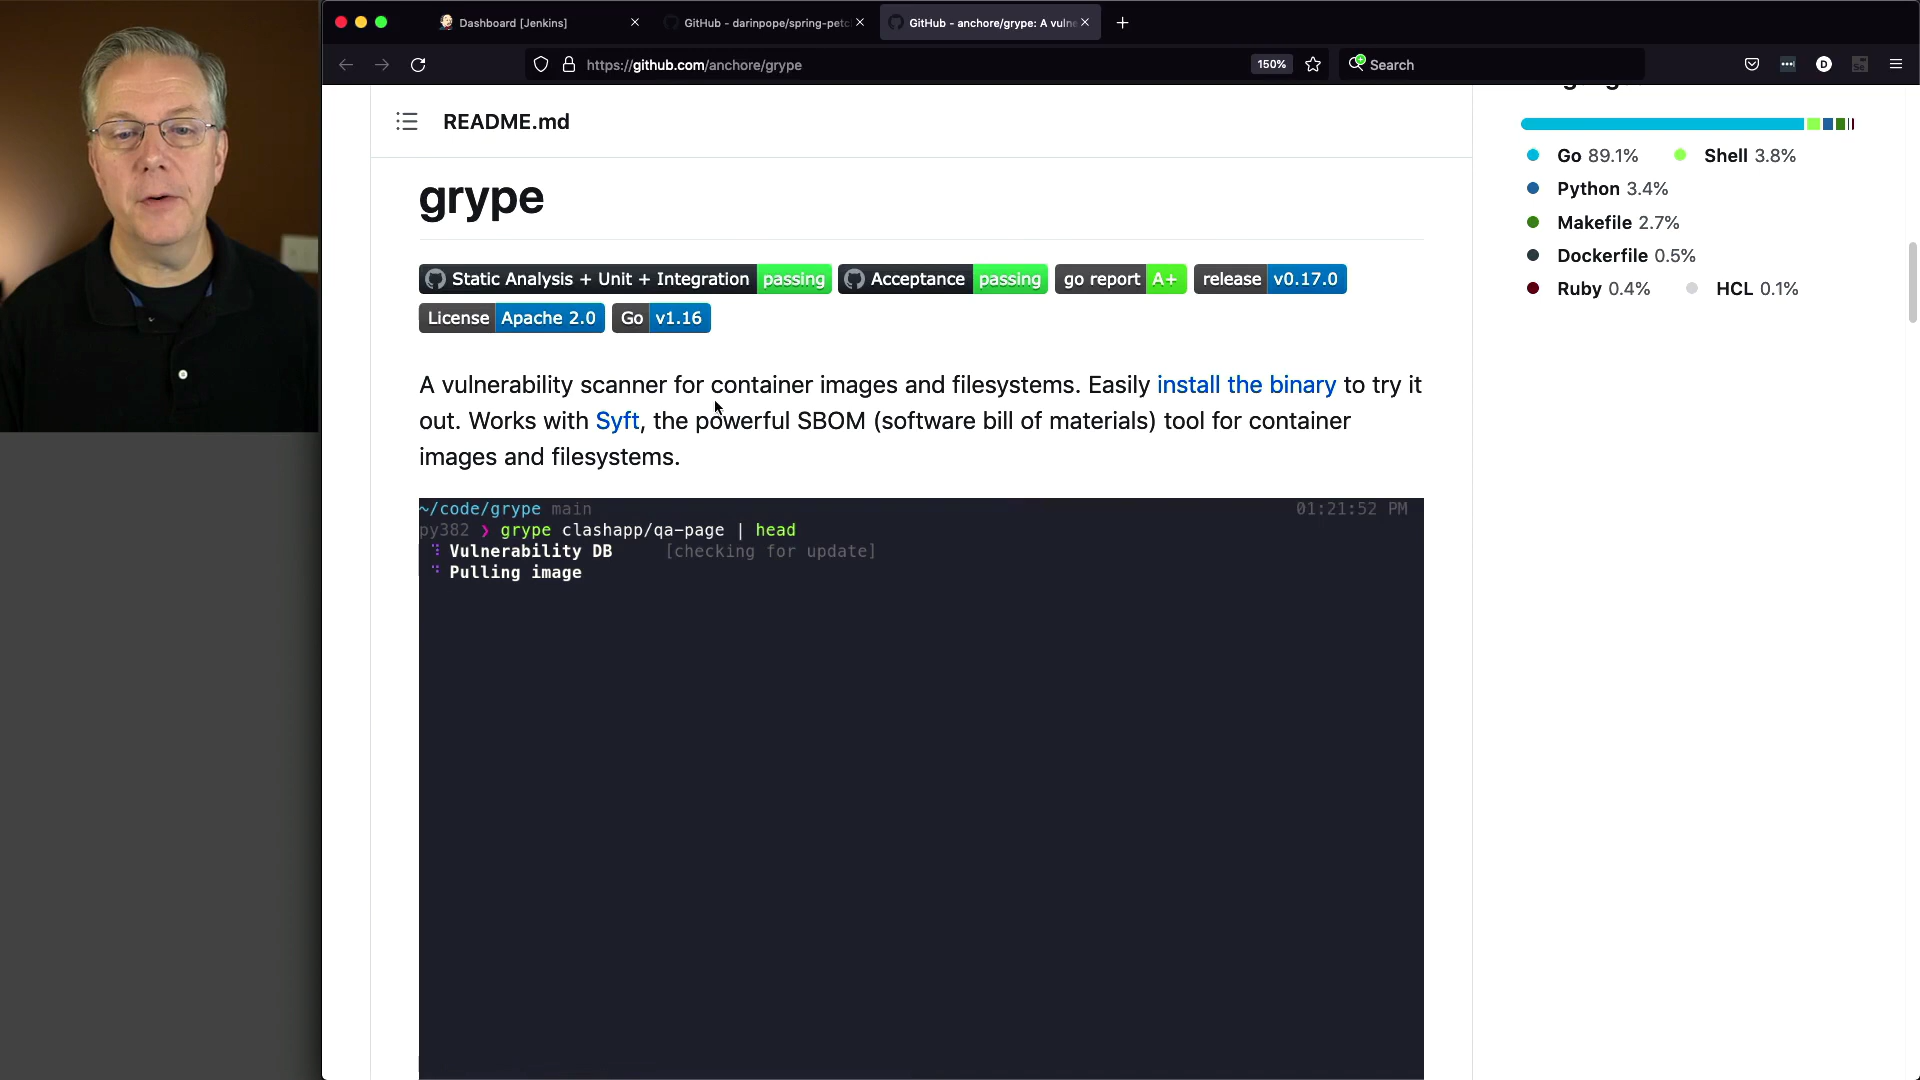 Dashboard [Jenkins]
GitHub - darinpope/spring-petc
GitHub - anchore/grype: A vulne
https://github.com/anchore/grype
150%
Search
README.md
grype
Static Analysis + Unit + Integration passing
Acceptance passing
go report A+
release v0.17.0
License Apache 2.0
Go v1.16
A vulnerability scanner for container images and filesystems. Easily install the binary to try it
out. Works with Syft, the powerful SBOM (software bill of materials) tool for container
images and filesystems.
~/code/grype main 01:21:52 PM
py382 ❯ grype clashapp/qa-page | head
Vulnerability DB [checking for update]
Pulling image
Go 89.1% Shell 3.8%
Python 3.4%
Makefile 2.7%
Dockerfile 0.5%
Ruby 0.4% HCL 0.1%
D